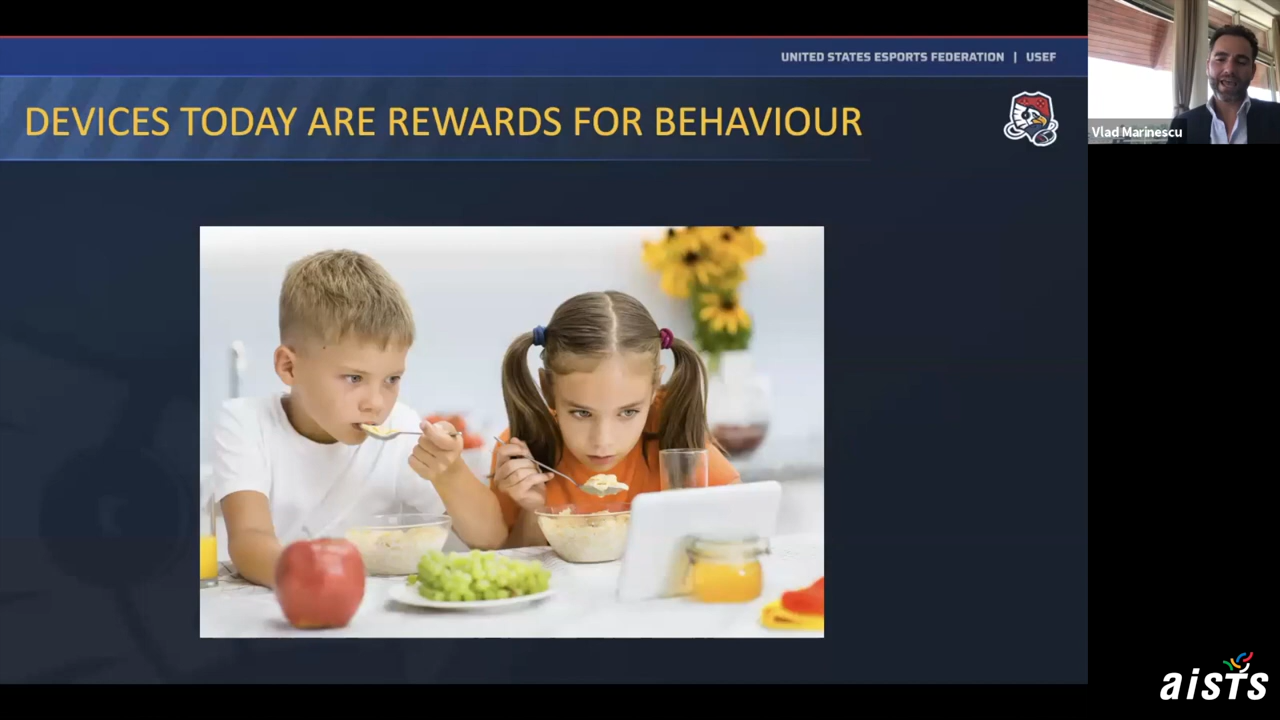 UNITED STATES ESPORTS FEDERATION | USEF
DEVICES TODAY ARE REWARDS FOR BEHAVIOUR
Vlad Marinescu
aisTs